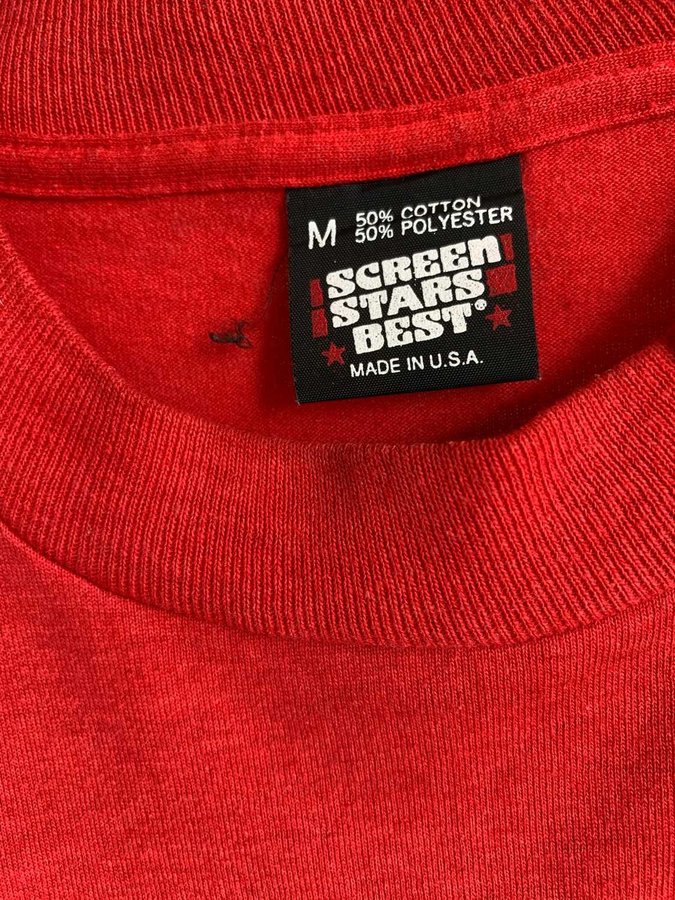 M 50% COTTON
50% POLYESTER
SCREEN
STARS
BEST®
MADE IN U.S.A.